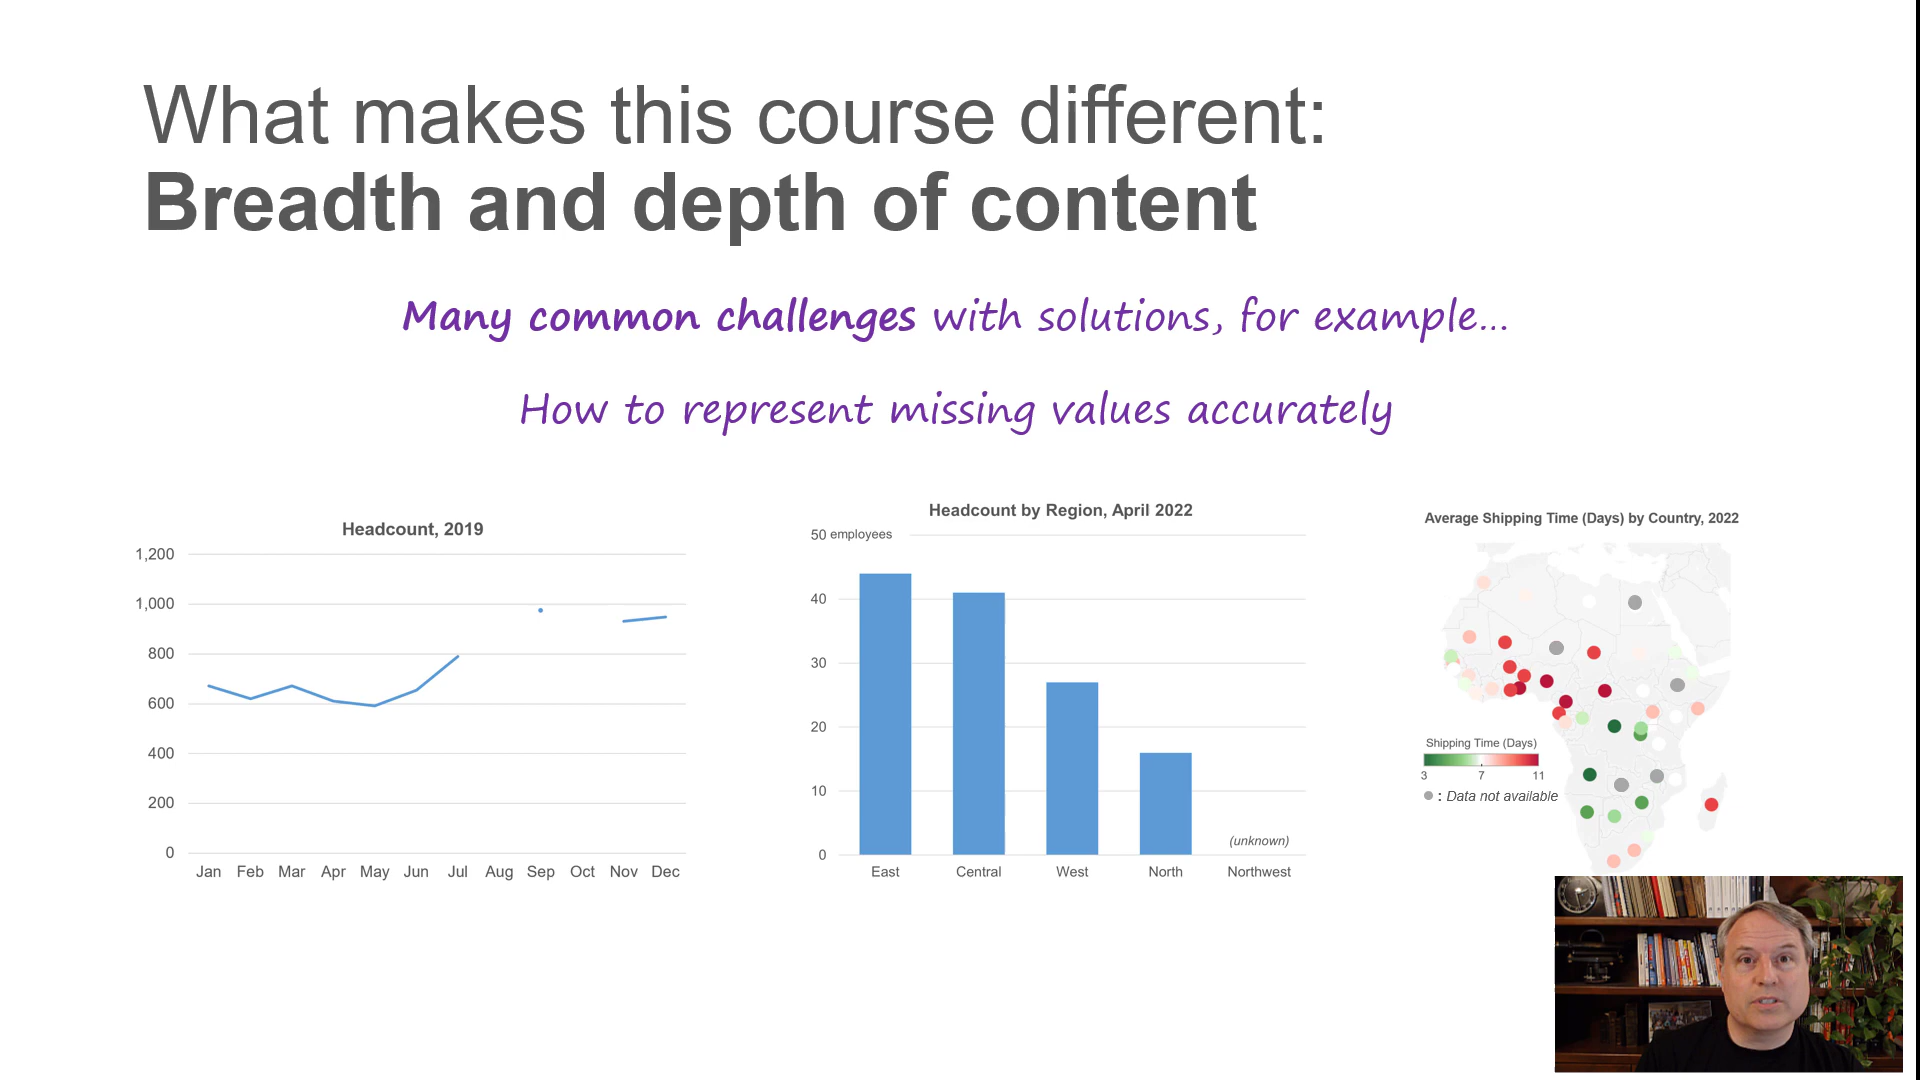 What makes this course different:
Breadth and depth of content
Many common challenges with solutions, for example...
How to represent missing values accurately
Headcount, 2019
1,200
1,000
800
600
400
200
0
Jan Feb Mar Apr May Jun Jul Aug Sep Oct Nov Dec
Headcount by Region, April 2022
50 employees
40
30
20
10
0
(unknown)
East Central West North Northwest
Average Shipping Time (Days) by Country, 2022
Shipping Time (Days)
3 7 11
: Data not available